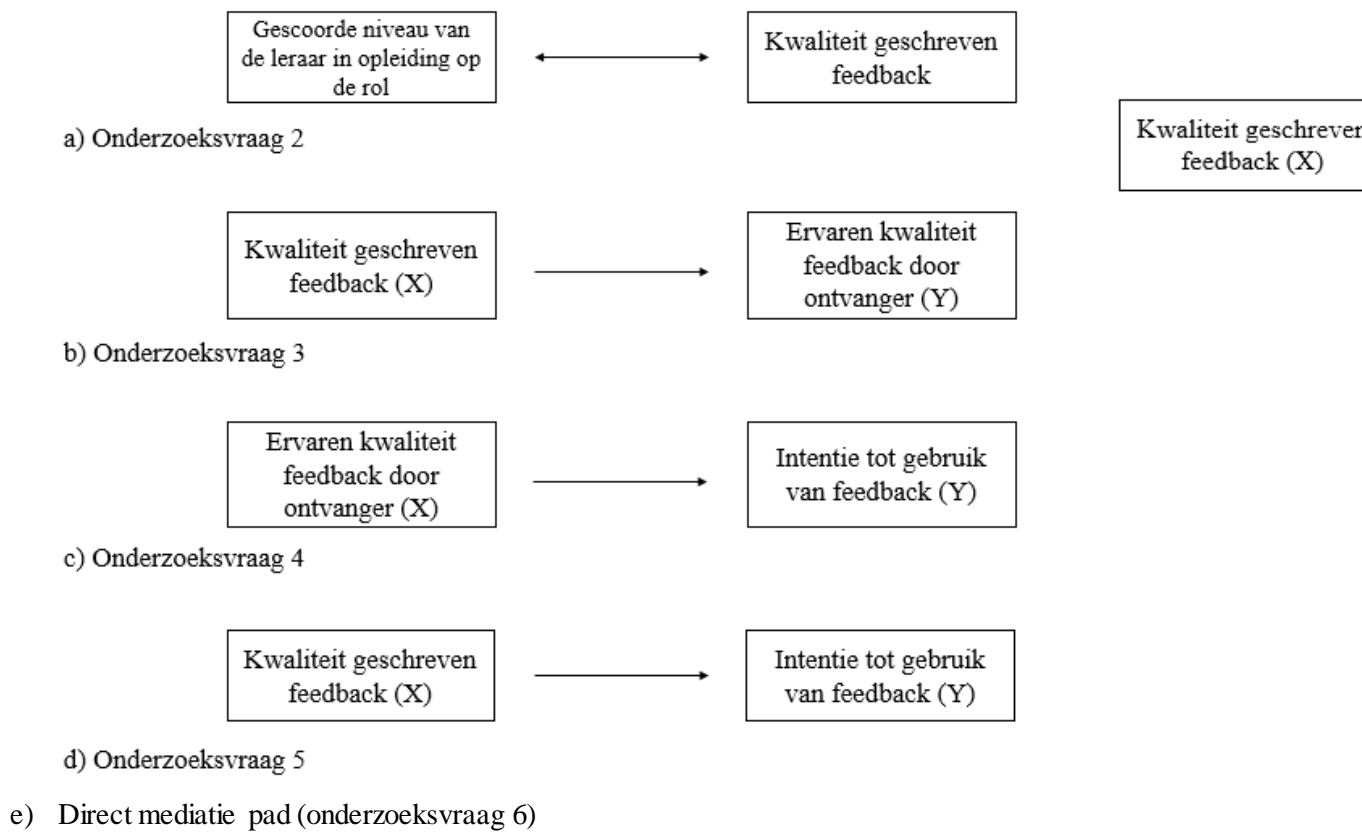 Gescoorde niveau van
de leraar in opleiding op
de rol
Kwaliteit geschreven
feedback
a) Onderzoeksvraag 2
Kwaliteit geschreven
feedback (X)
Kwaliteit geschreven
feedback (X)
Ervaren kwaliteit
feedback door
ontvanger (Y)
b) Onderzoeksvraag 3
Ervaren kwaliteit
feedback door
ontvanger (X)
Intentie tot gebruik
van feedback (Y)
c) Onderzoeksvraag 4
Kwaliteit geschreven
feedback (X)
Intentie tot gebruik
van feedback (Y)
d) Onderzoeksvraag 5
e) Direct mediatie pad (onderzoeksvraag 6)